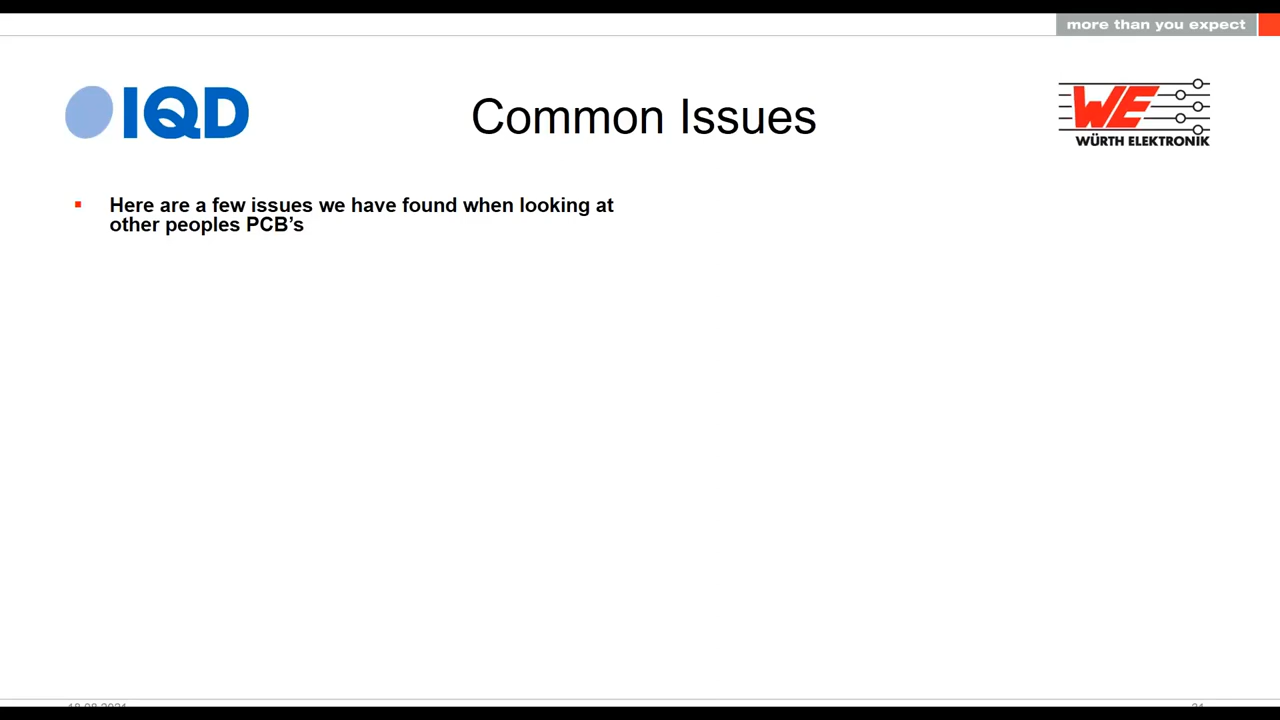 more than you expect
IQD
Common Issues
WE
WÜRTH ELEKTRONIK
Here are a few issues we have found when looking at
other peoples PCB’s